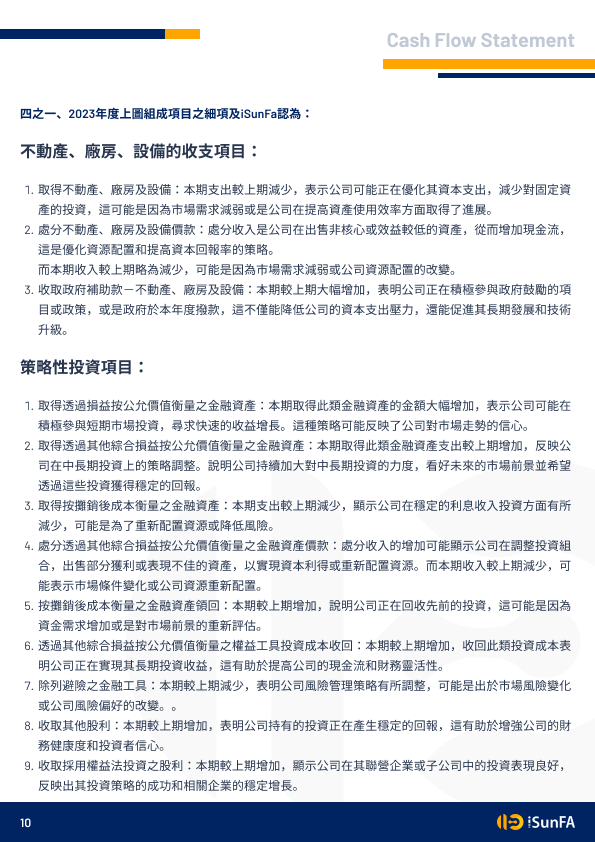 Cash Flow Statement
四之一、2023年度上圖組成項目之細項及iSunFa認為：
不動產、廠房、設備的收支項目：
1. 取得不動產、廠房及設備：本期支出較上期減少，表示公司可能正在優化其資本支出，減少對固定資
產的投資，這可能是因為市場需求減弱或是公司在提高資產使用效率方面取得了進展。
2. 處分不動產、廠房及設備價款：處分收入是公司在出售非核心或效益較低的資產，從而增加現金流，
這是優化資源配置和提高資本回報率的策略。
而本期收入較上期略為減少，可能是因為市場需求減弱或公司資源配置的改變。
3. 收取政府補助款－不動產、廠房及設備：本期較上期大幅增加，表明公司正在積極參與政府鼓勵的項
目或政策，或是政府於本年度撥款，這不僅能降低公司的資本支出壓力，還能促進其長期發展和技術
升級。
策略性投資項目：
1. 取得透過損益按公允價值衡量之金融資產：本期取得此類金融資產的金額大幅增加，表示公司可能在
積極參與短期市場投資，尋求快速的收益增長。這種策略可能反映了公司對市場走勢的信心。
2. 取得透過其他綜合損益按公允價值衡量之金融資產：本期取得此類金融資產支出較上期增加，反映公
司在中長期投資上的策略調整。說明公司持續加大對中長期投資的力度，看好未來的市場前景並希望
透過這些投資獲得穩定的回報。
3. 取得按攤銷後成本衡量之金融資產：本期支出較上期減少，顯示公司在穩定的利息收入投資方面有所
減少，可能是為了重新配置資源或降低風險。
4. 處分透過其他綜合損益按公允價值衡量之金融資產價款：處分收入的增加可能顯示公司在調整投資組
合，出售部分獲利或表現不佳的資產，以實現資本利得或重新配置資源。而本期收入較上期減少，可
能表示市場條件變化或公司資源重新配置。
5. 按攤銷後成本衡量之金融資產領回：本期較上期增加，說明公司正在回收先前的投資，這可能是因為
資金需求增加或是對市場前景的重新評估。
6. 透過其他綜合損益按公允價值衡量之權益工具投資成本收回：本期較上期增加，收回此類投資成本表
明公司正在實現其長期投資收益，這有助於提高公司的現金流和財務靈活性。
7. 除列避險之金融工具：本期較上期減少，表明公司風險管理策略有所調整，可能是出於市場風險變化
或公司風險偏好的改變。。
8. 收取其他股利：本期較上期增加，表明公司持有的投資正在產生穩定的回報，這有助於增強公司的財
務健康度和投資者信心。
9. 收取採用權益法投資之股利：本期較上期增加，顯示公司在其聯營企業或子公司中的投資表現良好，
反映出其投資策略的成功和相關企業的穩定增長。
10
iSunFA